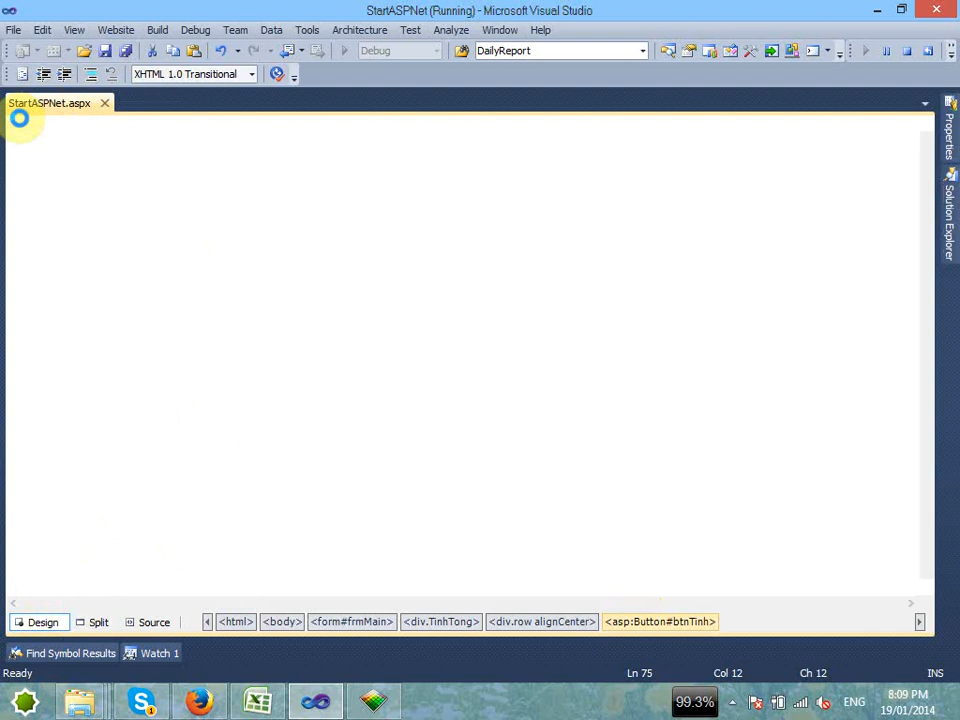 StartASPNet (Running) - Microsoft Visual Studio
File Edit View Website Build Debug Team Data Tools Architecture Test Analyze Window Help
Debug DailyReport
XHTML 1.0 Transitional
StartASPNet.aspx
Properties
Solution Explorer
Design Split Source <html> <body> <form#frmMain> <div.TinhTong> <div.row alignCenter> <asp:Button#btnTinh>
Find Symbol Results Watch 1
Ready Ln 75 Col 12 Ch 12 INS
99.3% ENG 8:09 PM
19/01/2014